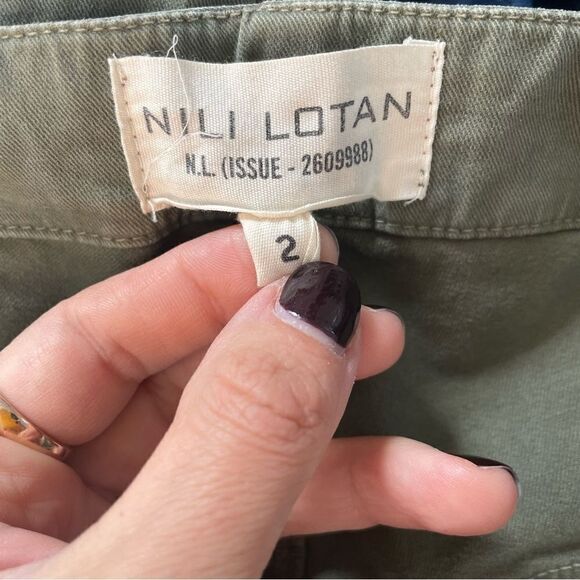 NILI LOTAN
N.L. (ISSUE - 2609988)
2